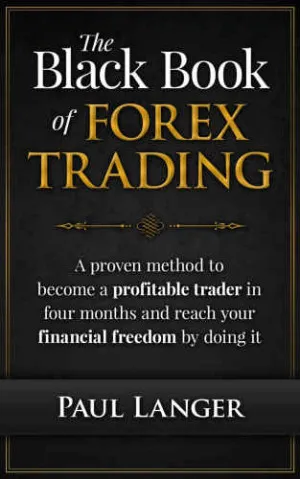 The
Black Book
of FOREX
TRADING
A proven method to
become a profitable trader in
four months and reach your
financial freedom by doing it
PAUL LANGER